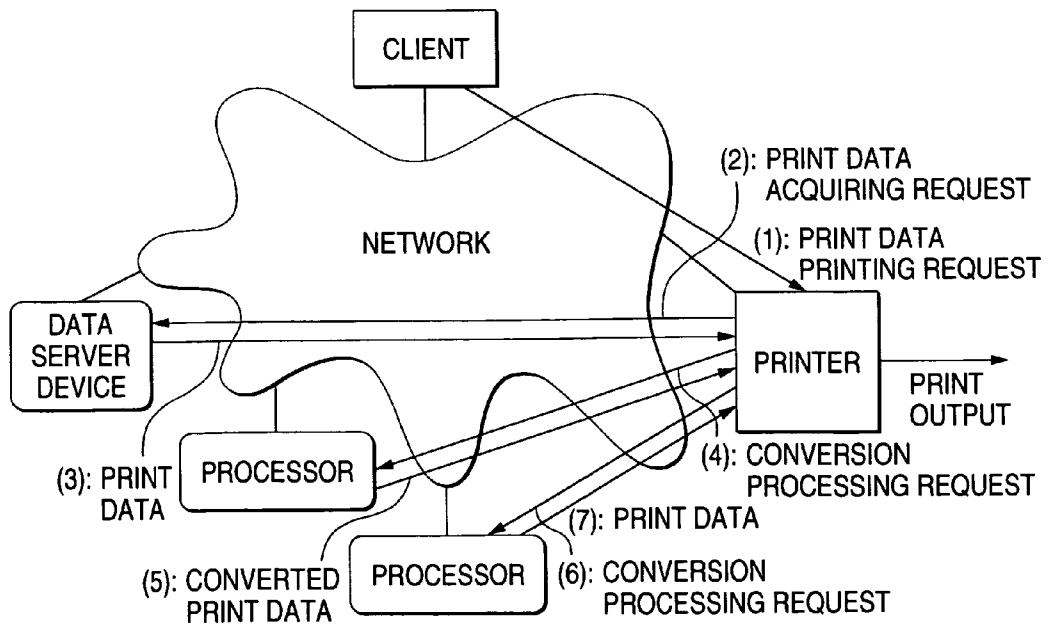 CLIENT
(2): PRINT DATA
ACQUIRING REQUEST
NETWORK
(1): PRINT DATA
PRINTING REQUEST
DATA
SERVER
DEVICE
PRINTER
PRINT
OUTPUT
(3): PRINT
DATA
PROCESSOR
(4): CONVERSION
PROCESSING REQUEST
(7): PRINT DATA
(5): CONVERTED
PRINT DATA
PROCESSOR
(6): CONVERSION
PROCESSING REQUEST